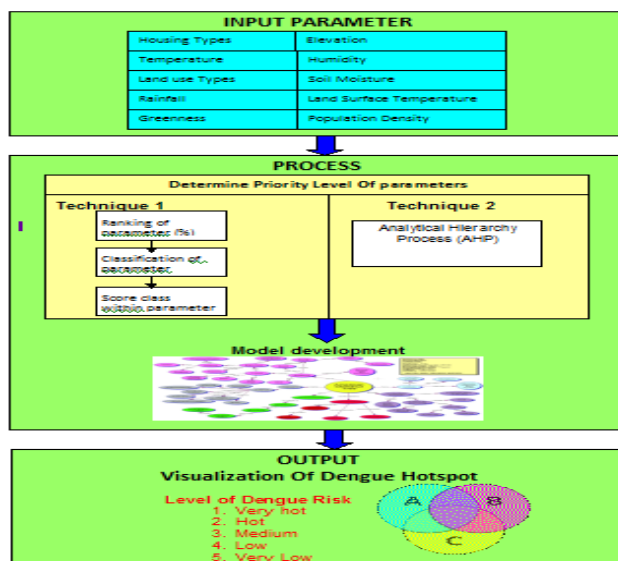 INPUT PARAMETER
Housing Types
Elevation
Temperature
Humidity
Land use Types
Soil Moisture
Rainfall
Land Surface Temperature
Greenness
Population Density
PROCESS
Determine Priority Level Of parameters
Technique 1
Ranking of
parameter (%)
Classification of
parameter
Score class
within parameter
Technique 2
Analytical Hierarchy
Process (AHP)
Model development
OUTPUT
Visualization Of Dengue Hotspot
Level of Dengue Risk
1. Very hot
2. Hot
3. Medium
4. Low
5. Very Low
A
B
C